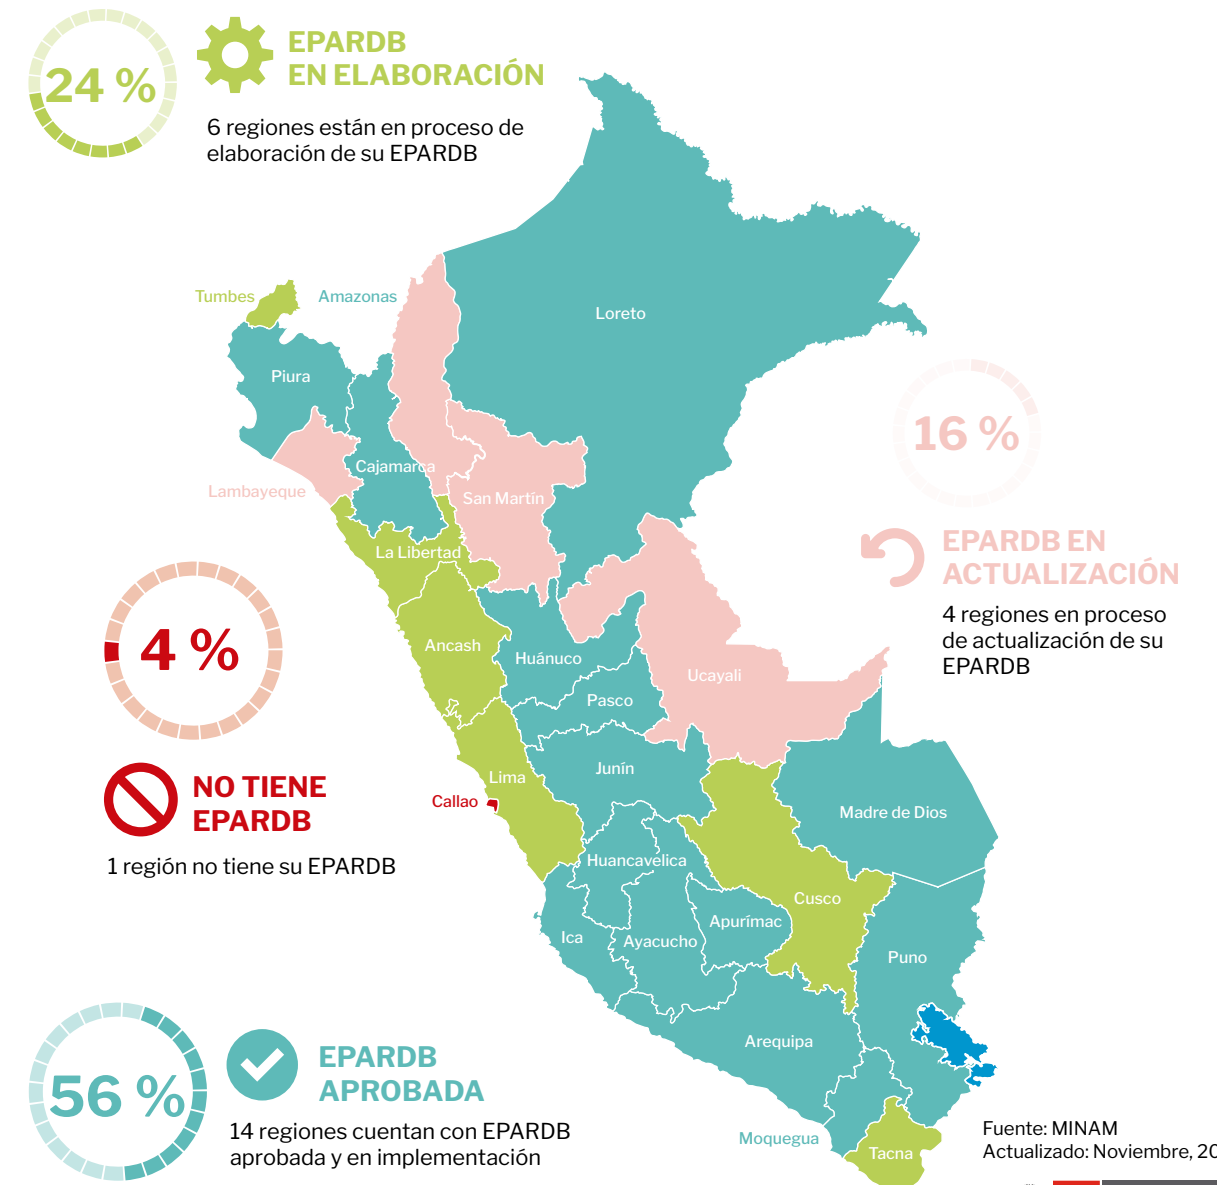 24 %
EPARDB
EN ELABORACIÓN
6 regiones están en proceso de
elaboración de su EPARDB
Tumbes
Amazonas
Loreto
Piura
Cajamarca
Lambayeque
San Martín
La Libertad
16 %
EPARDB EN
ACTUALIZACIÓN
4 regiones en proceso
de actualización de su
EPARDB
4 %
NO TIENE
EPARDB
1 región no tiene su EPARDB
Ancash
Huánuco
Ucayali
Pasco
Junín
Lima
Callao
Madre de Dios
Huancavelica
Cusco
Apurímac
Ica
Ayacucho
Puno
Arequipa
Moquegua
Tacna
56 %
EPARDB
APROBADA
14 regiones cuentan con EPARDB
aprobada y en implementación
Fuente: MINAM
Actualizado: Noviembre, 20